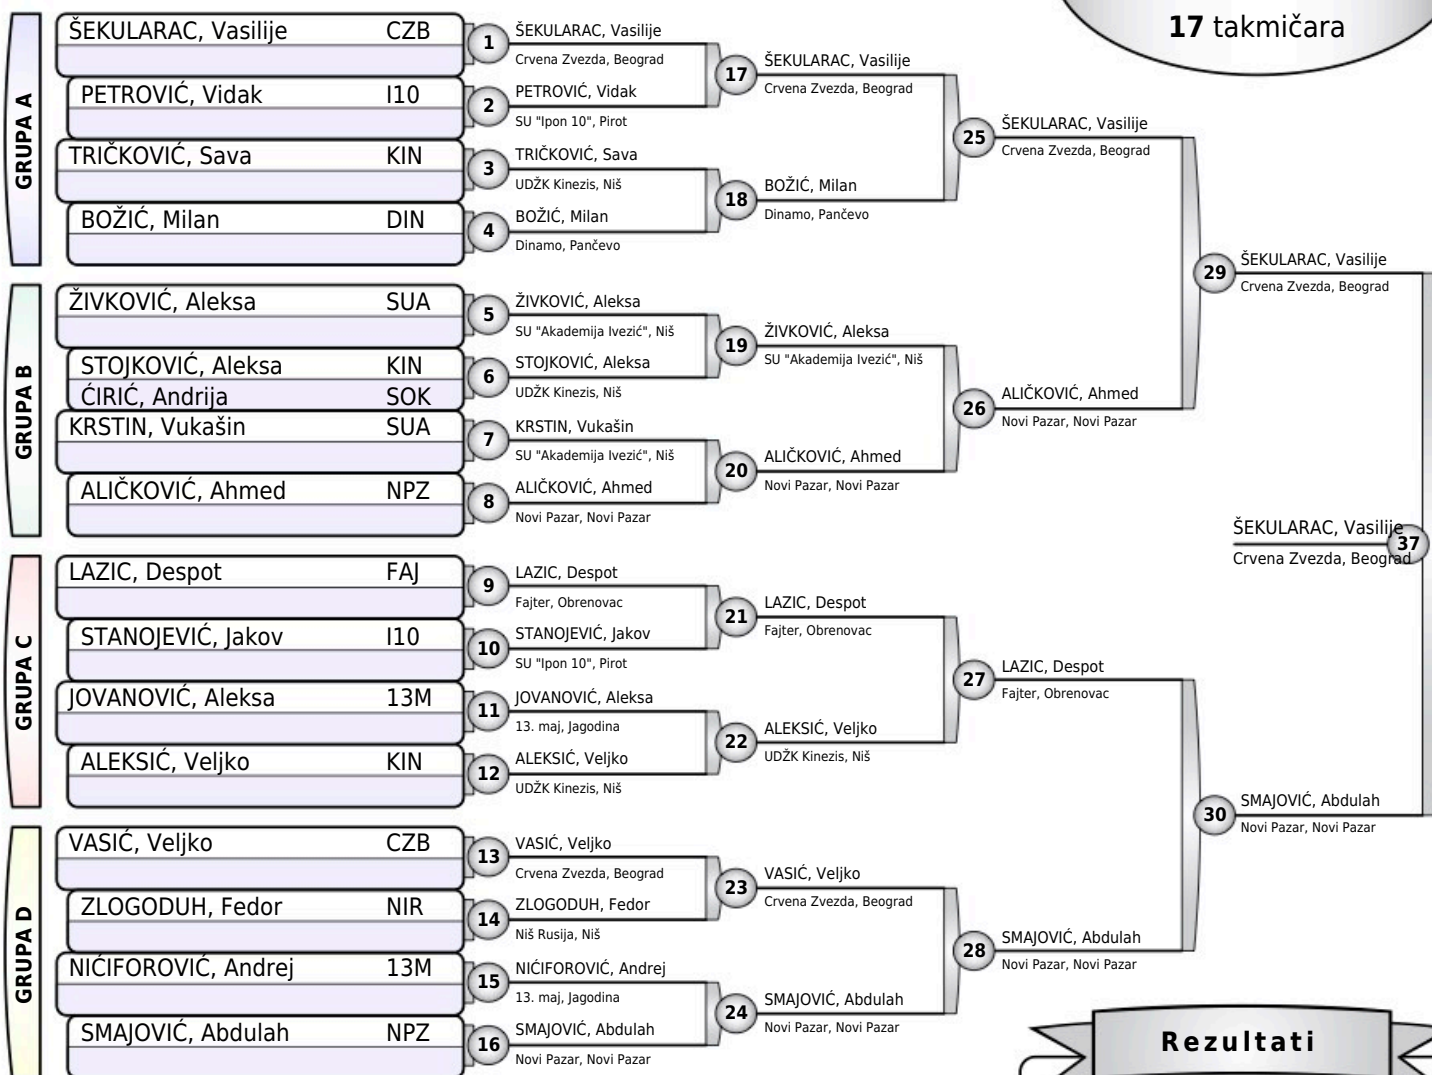 17 takmičara
GRUPA A
ŠEKULARAC, Vasilije CZB
PETROVIĆ, Vidak I10
TRIČKOVIĆ, Sava KIN
BOŽIĆ, Milan DIN
1 ŠEKULARAC, Vasilije
Crvena Zvezda, Beograd
2 PETROVIĆ, Vidak
SU "Ipon 10", Pirot
3 TRIČKOVIĆ, Sava
UDŽK Kinezis, Niš
4 BOŽIĆ, Milan
Dinamo, Pančevo
GRUPA B
ŽIVKOVIĆ, Aleksa SUA
STOJKOVIĆ, Aleksa KIN
ĆIRIĆ, Andrija SOK
KRSTIN, Vukašin SUA
ALIČKOVIĆ, Ahmed NPZ
5 ŽIVKOVIĆ, Aleksa
SU "Akademija Ivezić", Niš
6 STOJKOVIĆ, Aleksa
UDŽK Kinezis, Niš
7 KRSTIN, Vukašin
SU "Akademija Ivezić", Niš
8 ALIČKOVIĆ, Ahmed
Novi Pazar, Novi Pazar
GRUPA C
LAZIC, Despot FAJ
STANOJEVIĆ, Jakov I10
JOVANOVIĆ, Aleksa 13M
ALEKSIĆ, Veljko KIN
9 LAZIC, Despot
Fajter, Obrenovac
10 STANOJEVIĆ, Jakov
SU "Ipon 10", Pirot
11 JOVANOVIĆ, Aleksa
13. maj, Jagodina
12 ALEKSIĆ, Veljko
UDŽK Kinezis, Niš
GRUPA D
VASIĆ, Veljko CZB
ZLOGODUH, Fedor NIR
NIĆIFOROVIĆ, Andrej 13M
SMAJOVIĆ, Abdulah NPZ
13 VASIĆ, Veljko
Crvena Zvezda, Beograd
14 ZLOGODUH, Fedor
Niš Rusija, Niš
15 NIĆIFOROVIĆ, Andrej
13. maj, Jagodina
16 SMAJOVIĆ, Abdulah
Novi Pazar, Novi Pazar
17 ŠEKULARAC, Vasilije
Crvena Zvezda, Beograd
18 BOŽIĆ, Milan
Dinamo, Pančevo
19 ŽIVKOVIĆ, Aleksa
SU "Akademija Ivezić", Niš
20 ALIČKOVIĆ, Ahmed
Novi Pazar, Novi Pazar
21 LAZIC, Despot
Fajter, Obrenovac
22 ALEKSIĆ, Veljko
UDŽK Kinezis, Niš
23 VASIĆ, Veljko
Crvena Zvezda, Beograd
24 SMAJOVIĆ, Abdulah
Novi Pazar, Novi Pazar
25 ŠEKULARAC, Vasilije
Crvena Zvezda, Beograd
26 ALIČKOVIĆ, Ahmed
Novi Pazar, Novi Pazar
27 LAZIC, Despot
Fajter, Obrenovac
28 SMAJOVIĆ, Abdulah
Novi Pazar, Novi Pazar
29 ŠEKULARAC, Vasilije
Crvena Zvezda, Beograd
30 SMAJOVIĆ, Abdulah
Novi Pazar, Novi Pazar
ŠEKULARAC, Vasilije 37
Crvena Zvezda, Beograd
Rezultati